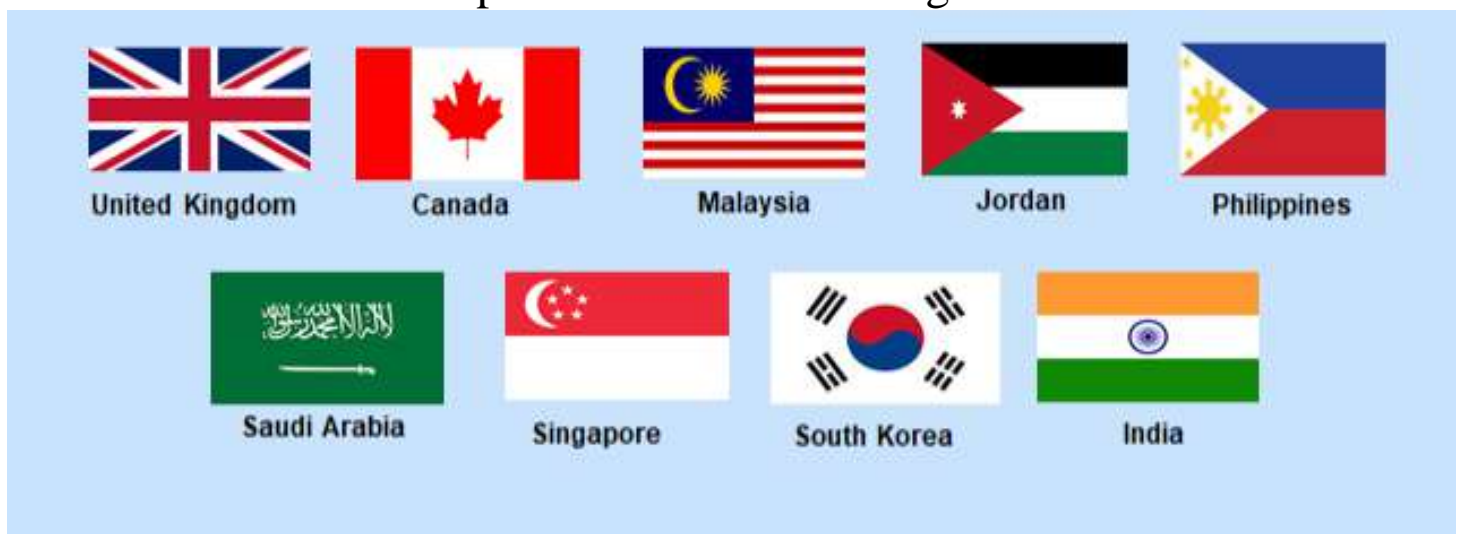 United Kingdom
Canada
Malaysia
Jordan
Philippines
Saudi Arabia
Singapore
South Korea
India